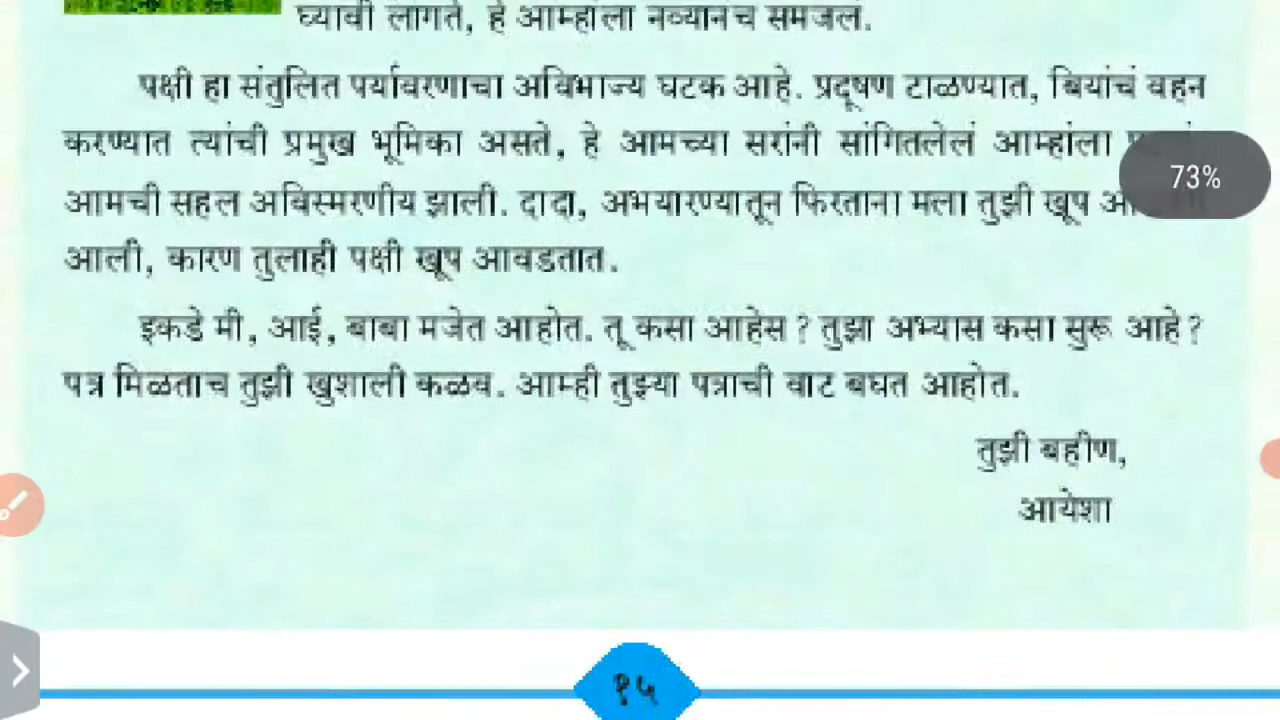 घ्यावी लागते, हे आम्हांला नव्यानेच समजलं.
पक्षी हा संतुलित पर्यावरणाचा अविभाज्य घटक आहे. प्रदूषण टाळण्यात, बियांचं वहन
करण्यात त्यांची प्रमुख भूमिका असते, हे आमच्या सरांनी सांगितलेलं आम्हांला
73%
आमची सहल अविस्मरणीय झाली. दादा, अभयारण्यातून फिरताना मला तुझी खूप
आली, कारण तुलाही पक्षी खूप आवडतात.
इकडे मी, आई, बाबा मजेत आहोत. तू कसा आहेस ? तुझा अभ्यास कसा सुरू आहे ?
पत्र मिळताच तुझी खुशाली कळव. आम्ही तुझ्या पत्राची वाट बघत आहोत.
तुझी बहीण,
आयेशा
१५